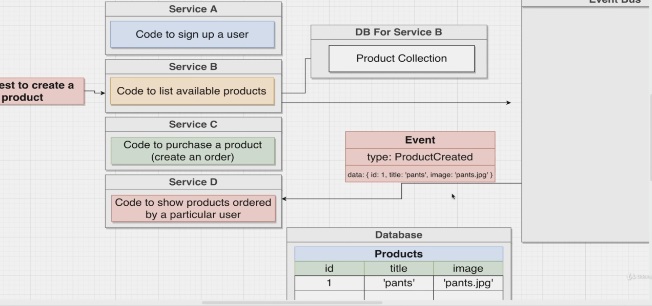 Event Bus
Service A
Code to sign up a user
DB For Service B
Product Collection
Service B
Code to list available products
est to create a
product
Service C
Code to purchase a product
(create an order)
Event
type: ProductCreated
data: { id: 1, title: 'pants', image: 'pants.jpg' }
Service D
Code to show products ordered
by a particular user
Database
Products
id title image
1 'pants' 'pants.jpg'